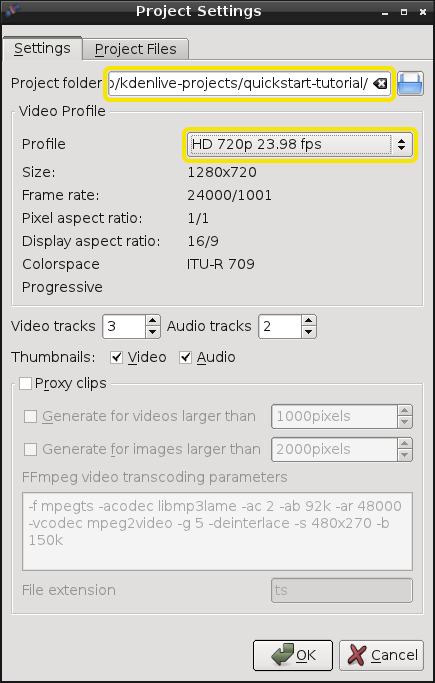 Project Settings
Settings
Project Files
Project folder
/kdenlive-projects/quickstart-tutorial/
Video Profile
Profile
HD 720p 23.98 fps
Size: 1280x720
Frame rate: 24000/1001
Pixel aspect ratio: 1/1
Display aspect ratio: 16/9
Colorspace ITU-R 709
Progressive
Video tracks 3 Audio tracks 2
Thumbnails: Video Audio
Proxy clips
Generate for videos larger than 1000pixels
Generate for images larger than 2000pixels
FFmpeg video transcoding parameters
-f mpegts -acodec libmp3lame -ac 2 -ab 92k -ar 48000
-vcodec mpeg2video -g 5 -deinterlace -s 480x270 -b
150k
File extension ts
OK Cancel